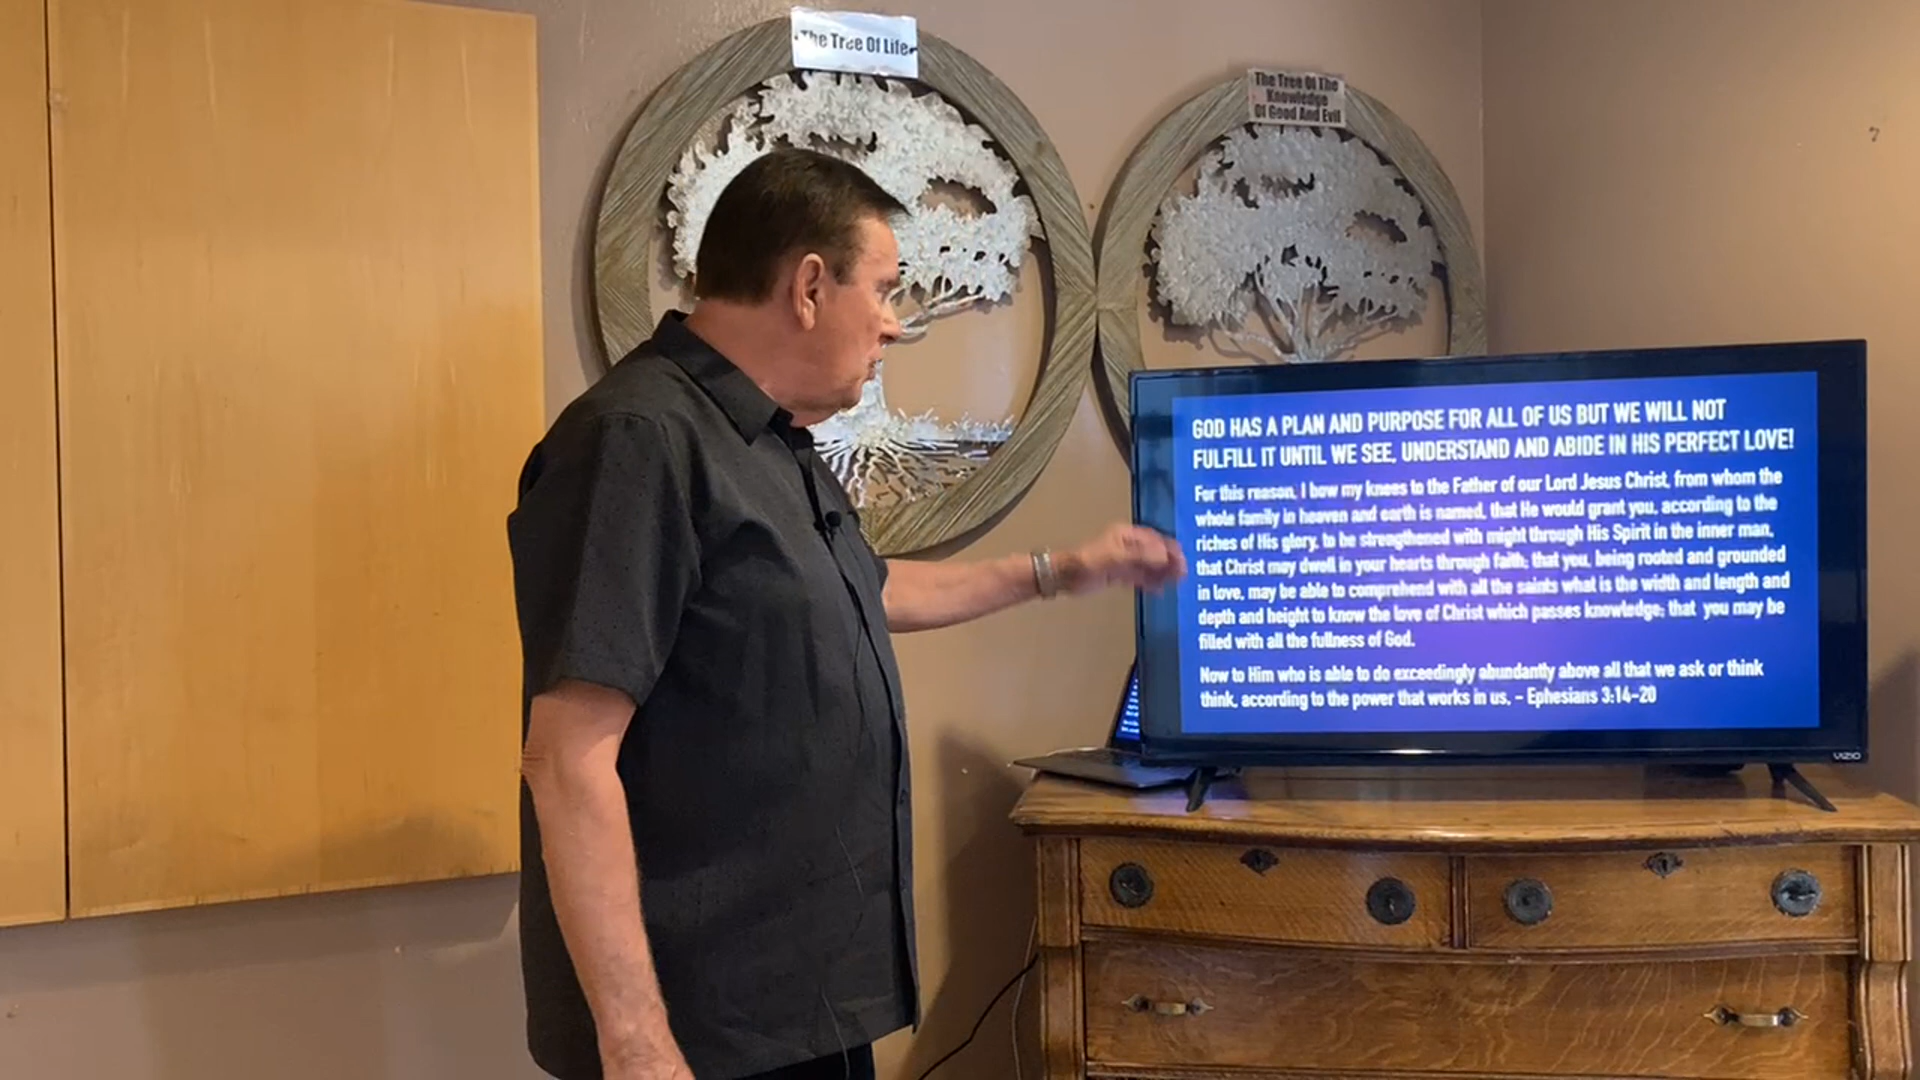 The Tree Of Life
The Tree Of The
Knowledge
Of Good And Evil
GOD HAS A PLAN AND PURPOSE FOR ALL OF US BUT WE WILL NOT
FULFILL IT UNTIL WE SEE, UNDERSTAND AND ABIDE IN HIS PERFECT LOVE!
For this reason, I bow my knees to the Father of our Lord Jesus Christ, from whom the
whole family in heaven and earth is named, that He would grant you, according to the
riches of His glory, to be strengthened with might through His Spirit in the inner man,
that Christ may dwell in your hearts through faith; that you, being rooted and grounded
in love, may be able to comprehend with all the saints what is the width and length and
depth and height to know the love of Christ which passes knowledge; that you may be
filled with all the fullness of God.
Now to Him who is able to do exceedingly abundantly above all that we ask or think
think, according to the power that works in us, - Ephesians 3:14-20
VIZIO